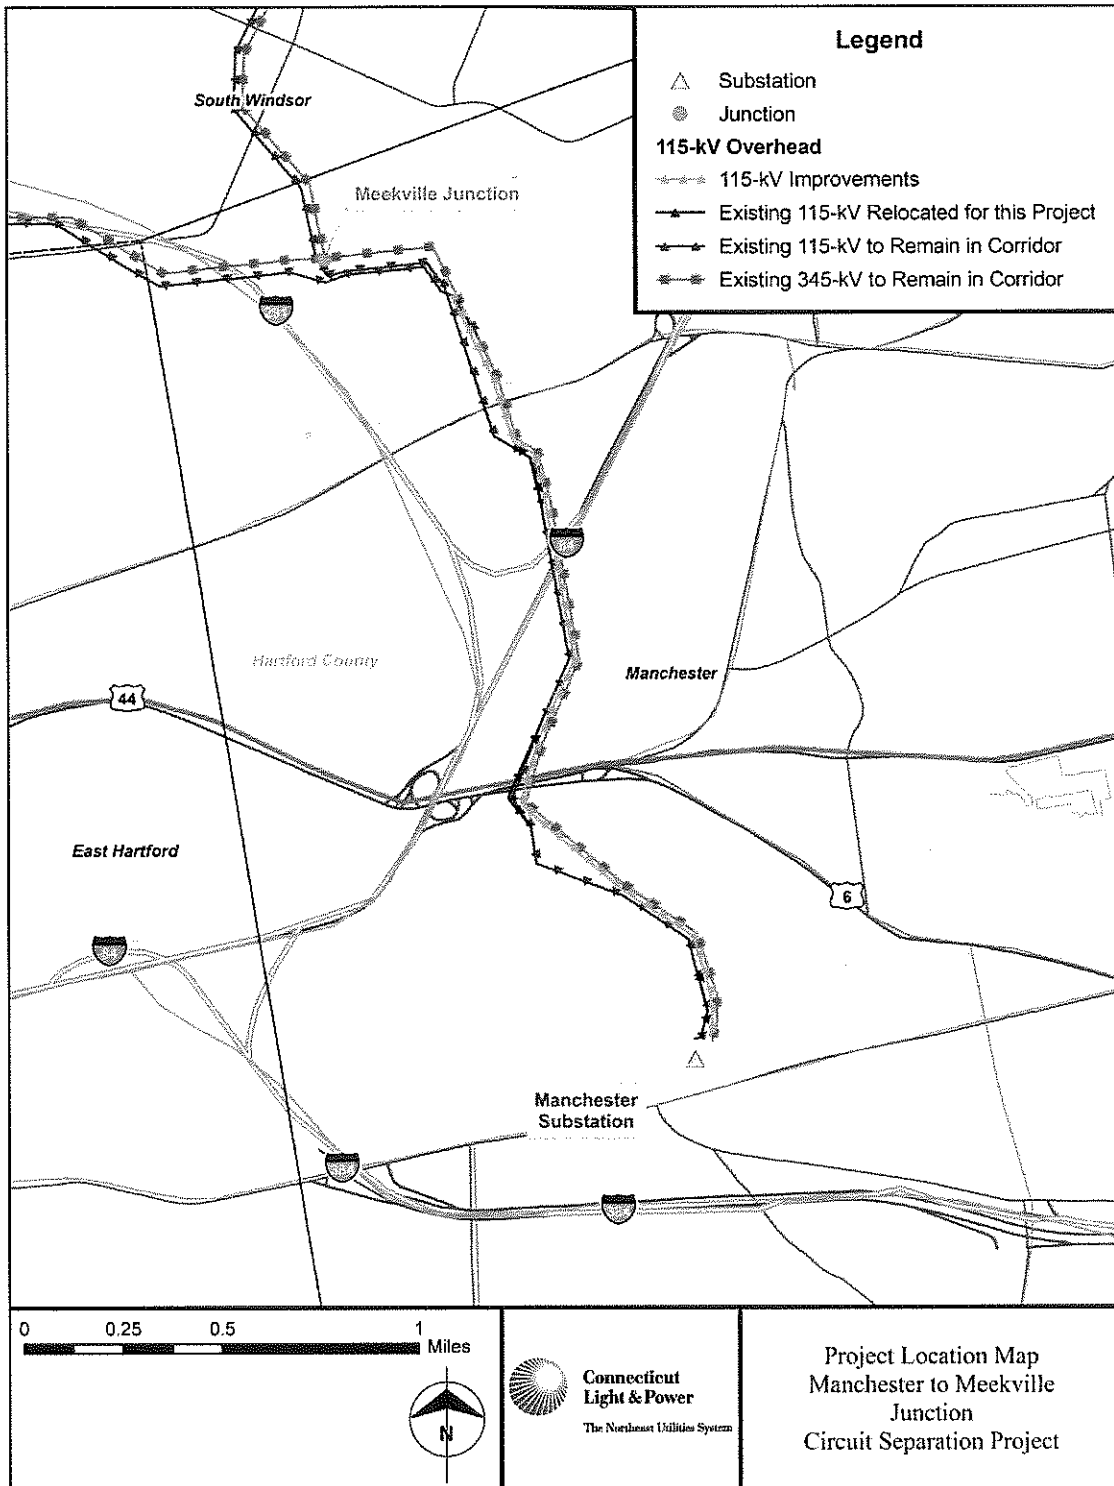 Legend
Substation
Junction
115-kV Overhead
115-kV Improvements
Existing 115-kV Relocated for this Project
Existing 115-kV to Remain in Corridor
Existing 345-kV to Remain in Corridor
South Windsor
Meekville Junction
Hartford County
Manchester
44
East Hartford
6
Manchester
Substation
0 0.25 0.5 1
Miles
N
Connecticut
Light & Power
The Northeast Utilities System
Project Location Map
Manchester to Meekville
Junction
Circuit Separation Project